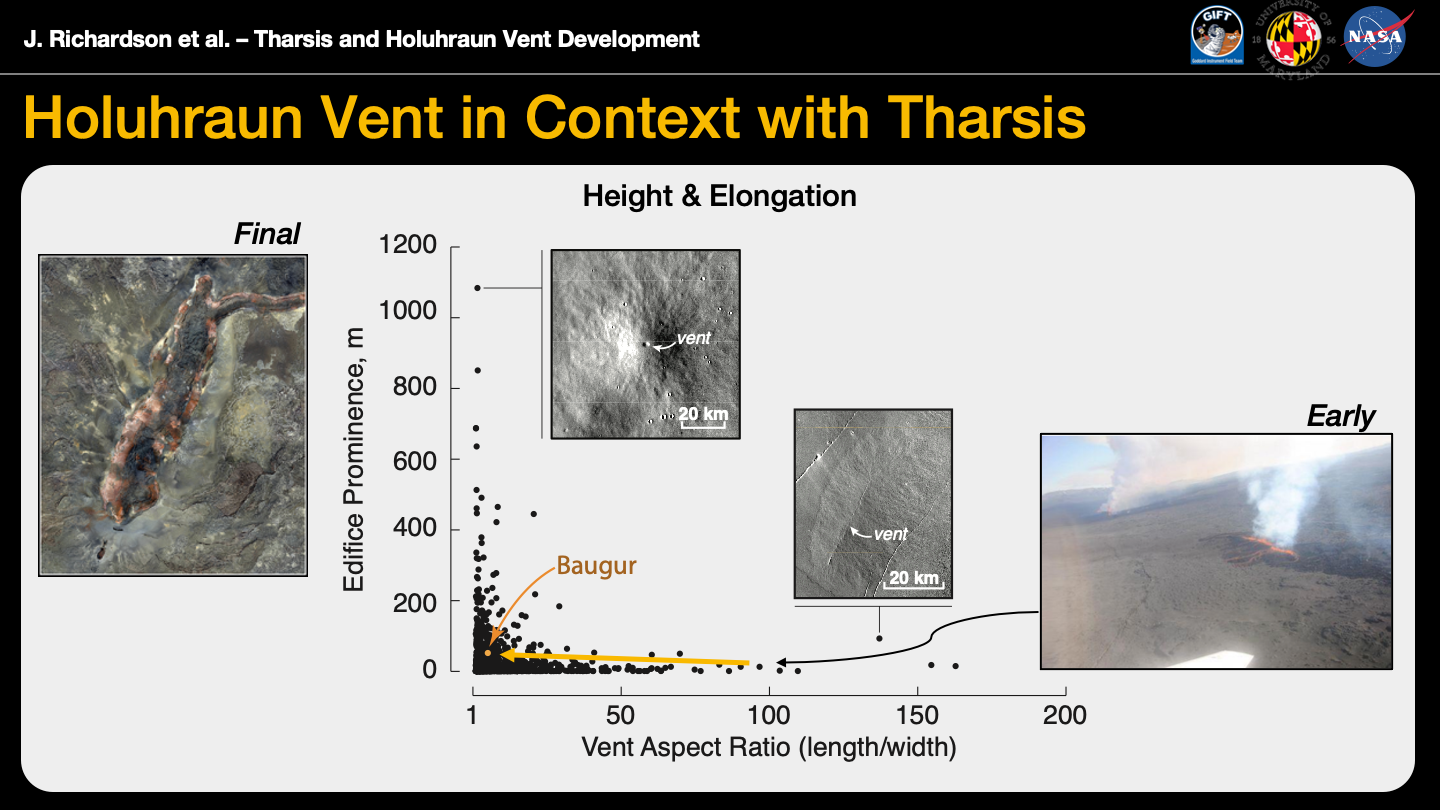 J. Richardson et al. – Tharsis and Holuhraun Vent Development
GIFT
Goddard Instrument Field Team
UNIVERSITY OF
18 56
MARYLAND
NASA
Holuhraun Vent in Context with Tharsis
Height & Elongation
Final
Early
Edifice Prominence, m
1200
1000
800
600
400
200
0
vent
20 km
vent
20 km
Baugur
1 50 100 150 200
Vent Aspect Ratio (length/width)